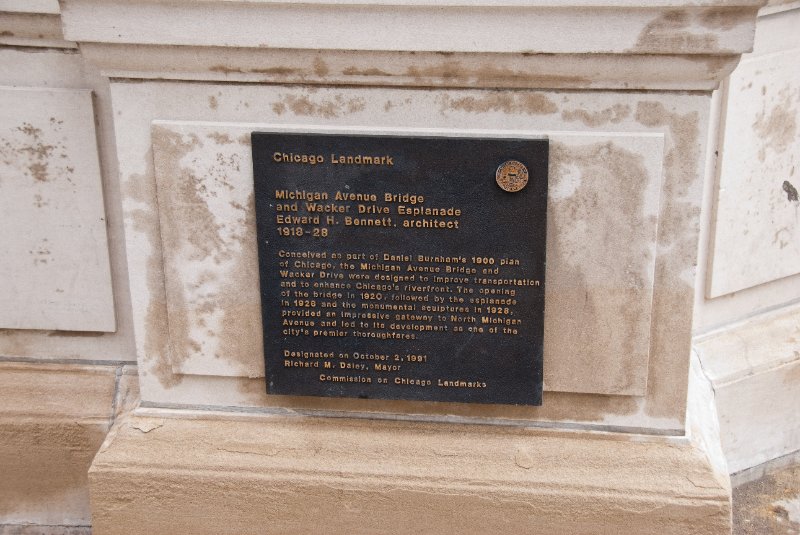 Chicago Landmark
Michigan Avenue Bridge
and Wacker Drive Esplanade
Edward H. Bennett, architect
1918-28
Conceived as part of Daniel Burnham's 1909 plan
of Chicago, the Michigan Avenue Bridge and
Wacker Drive were designed to improve transportation
and to enhance Chicago's riverfront. The opening
of the bridge in 1920, followed by the esplanade
in 1926 and the monumental sculptures in 1928,
provided an impressive gateway to North Michigan
Avenue and led to its development as one of the
city's premier thoroughfares.
Designated on October 2, 1991
Richard M. Daley, Mayor
Commission on Chicago Landmarks